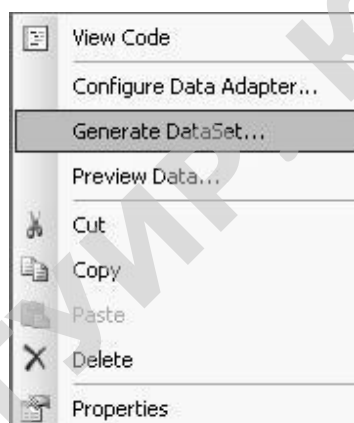 View Code
Configure Data Adapter...
Generate DataSet...
Preview Data...
Cut
Copy
Paste
Delete
Properties